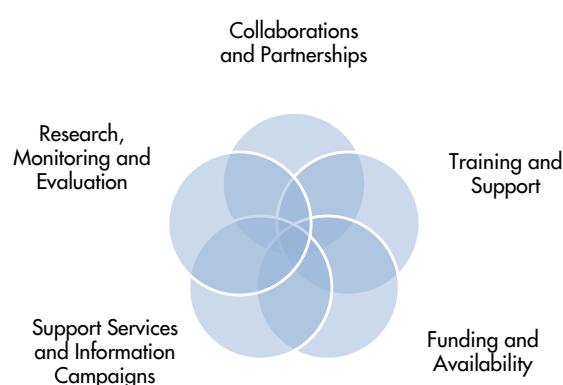 Collaborations
and Partnerships
Research,
Monitoring and
Evaluation
Training and
Support
Support Services
and Information
Campaigns
Funding and
Availability